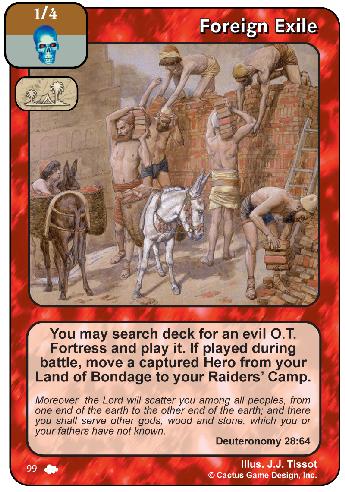 1/4
Foreign Exile
You may search deck for an evil O.T.
Fortress and play it. If played during
battle, move a captured Hero from your
Land of Bondage to your Raiders' Camp.
Moreover, the Lord will scatter you among all peoples, from
one end of the earth to the other end of the earth; and there
you shall serve other gods, wood and stone, which you or
your fathers have not known.
Deuteronomy 28:64
99
Illus. J.J. Tissot
© Cactus Game Design, Inc.